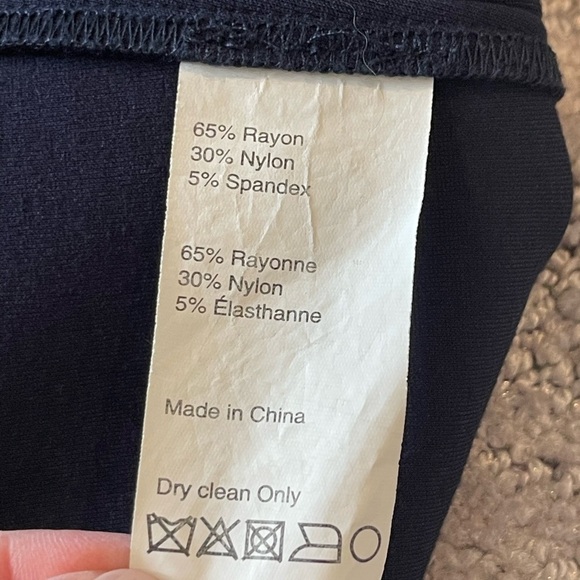 65% Rayon
30% Nylon
5% Spandex
65% Rayonne
30% Nylon
5% Élasthanne
Made in China
Dry clean Only